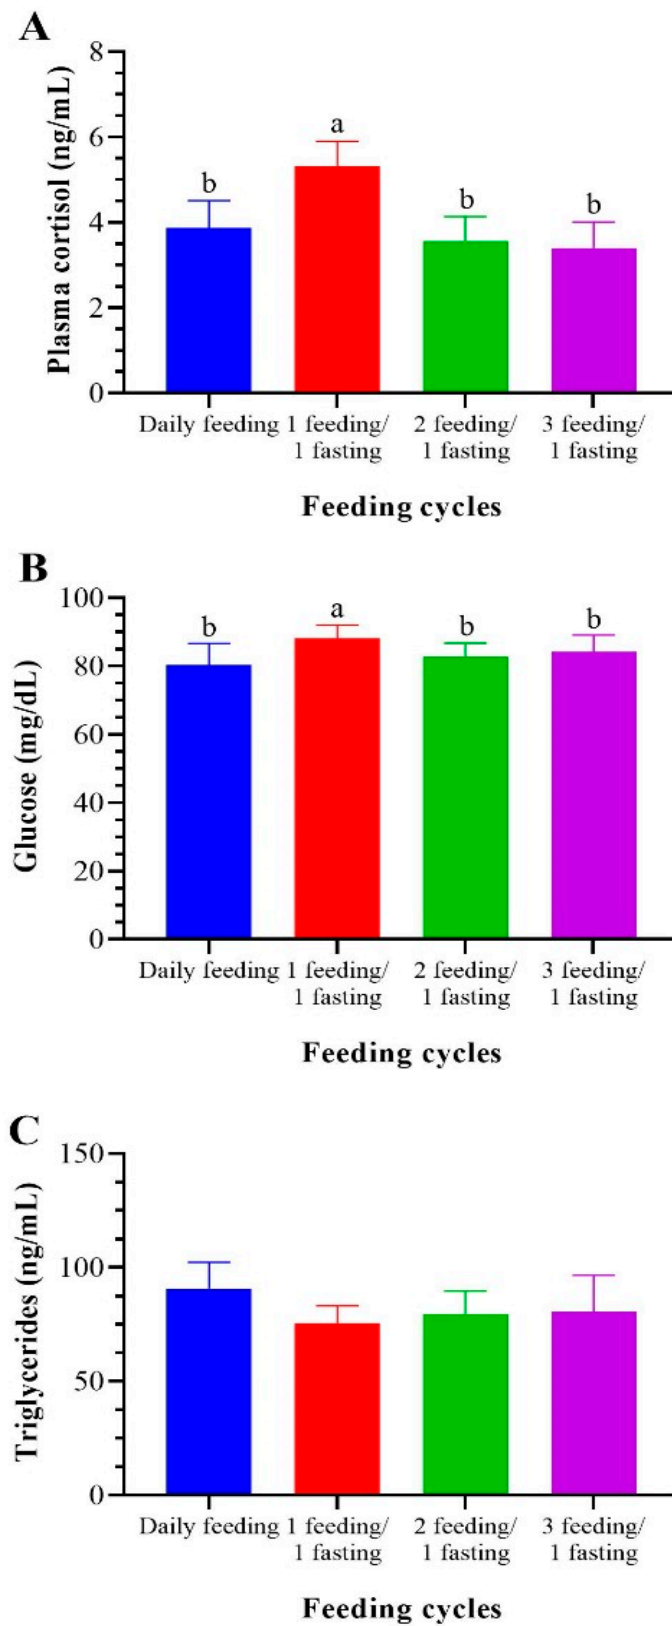 A
Plasma cortisol (ng/mL)
8
6
4
2
0
b
a
b
b
Daily feeding
1 feeding/
1 fasting
2 feeding/
1 fasting
3 feeding/
1 fasting
Feeding cycles
B
Glucose (mg/dL)
100
80
60
40
20
0
b
a
b
b
Daily feeding
1 feeding/
1 fasting
2 feeding/
1 fasting
3 feeding/
1 fasting
Feeding cycles
C
Triglycerides (ng/mL)
150
100
50
0
Daily feeding
1 feeding/
1 fasting
2 feeding/
1 fasting
3 feeding/
1 fasting
Feeding cycles